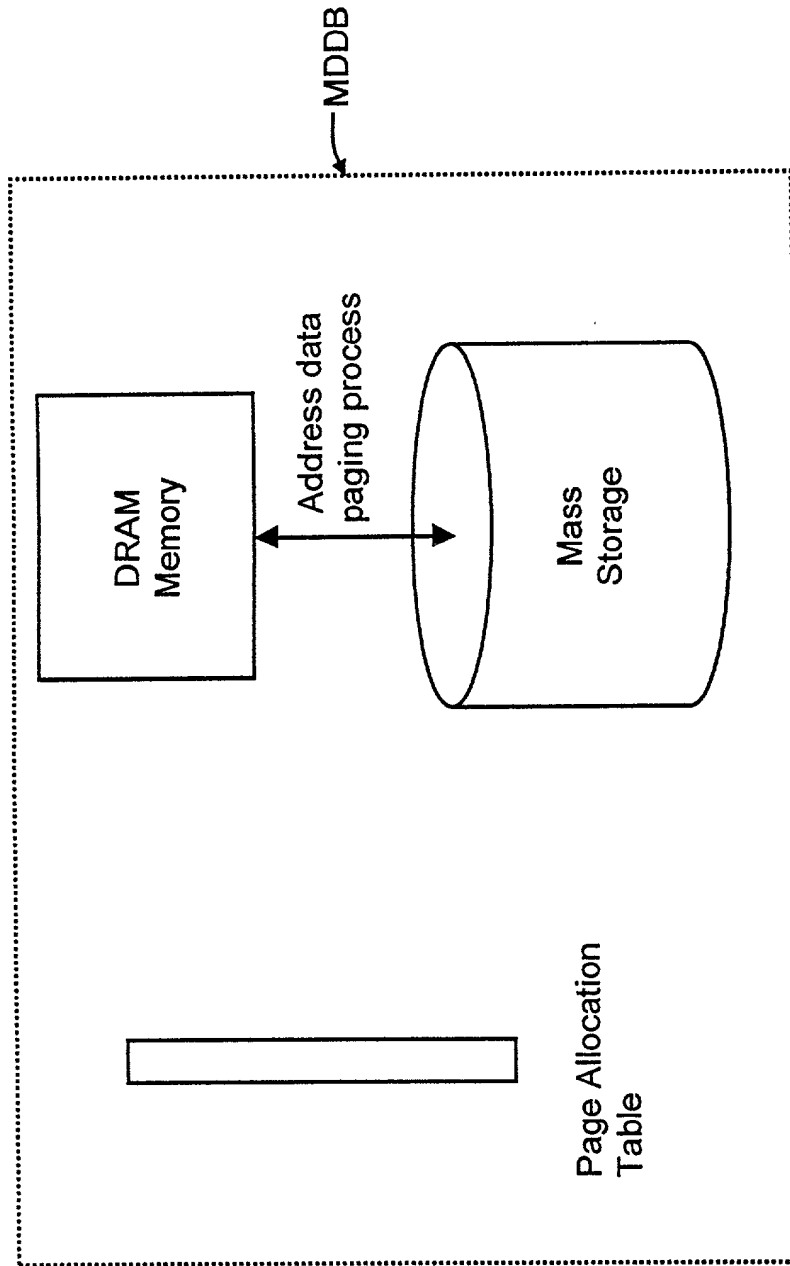 MDDB
DRAM
Memory
Address data
paging process
Mass
Storage
Page Allocation
Table